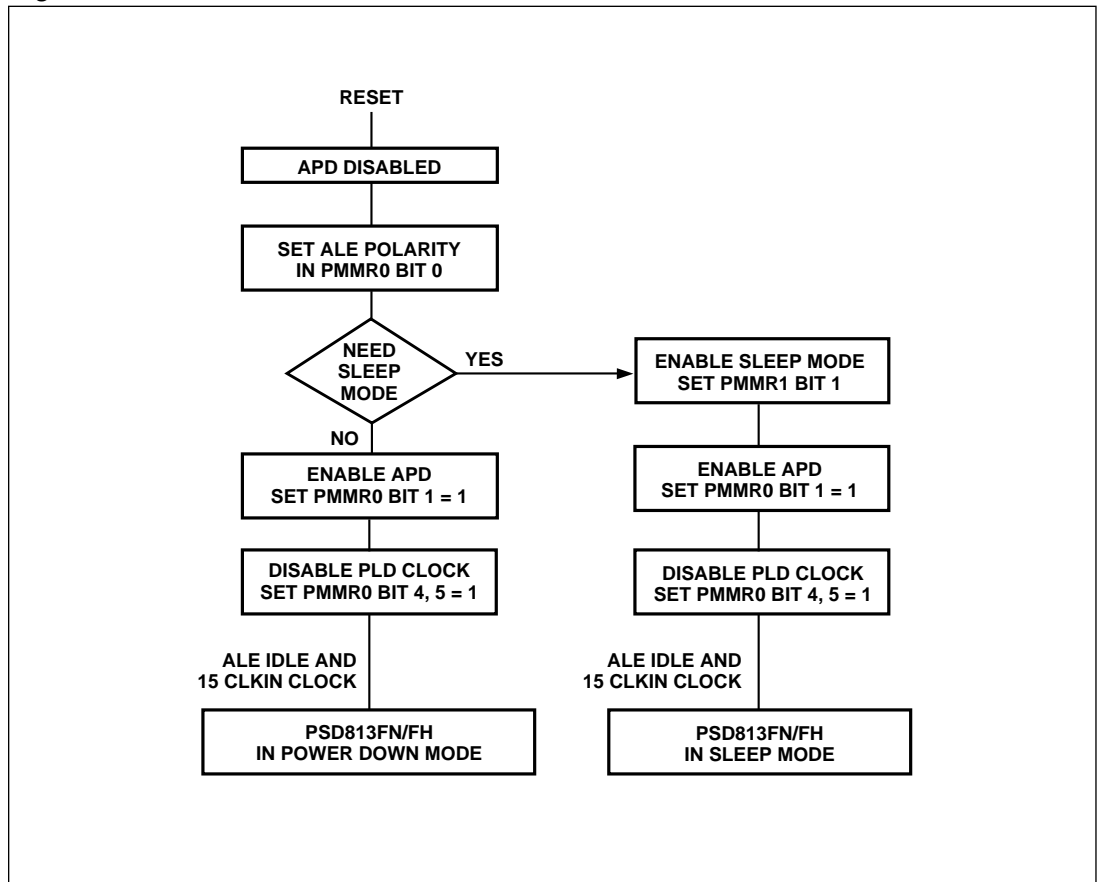 RESET
APD DISABLED
SET ALE POLARITY
IN PMMR0 BIT 0
NEED
SLEEP
MODE
YES
NO
ENABLE APD
SET PMMR0 BIT 1 = 1
DISABLE PLD CLOCK
SET PMMR0 BIT 4, 5 = 1
ALE IDLE AND
15 CLKIN CLOCK
PSD813FN/FH
IN POWER DOWN MODE
ENABLE SLEEP MODE
SET PMMR1 BIT 1
ENABLE APD
SET PMMR0 BIT 1 = 1
DISABLE PLD CLOCK
SET PMMR0 BIT 4, 5 = 1
ALE IDLE AND
15 CLKIN CLOCK
PSD813FN/FH
IN SLEEP MODE